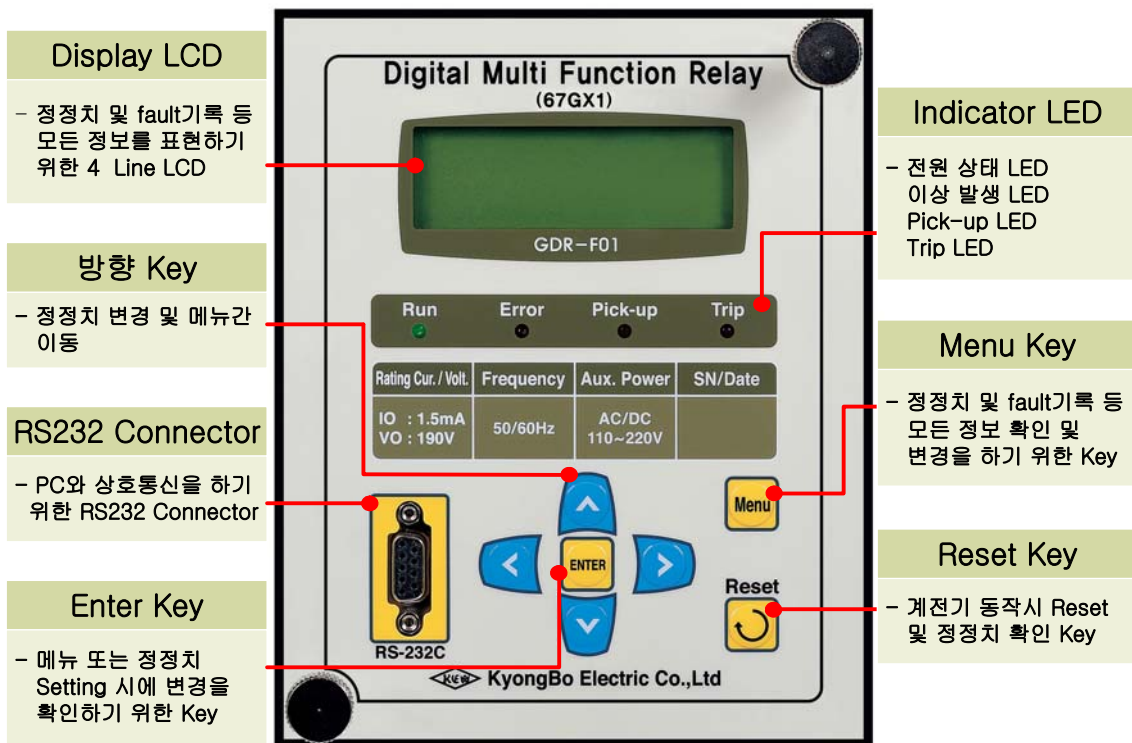 Display LCD
- 정정치 및 fault기록 등
모든 정보를 표현하기
위한 4 Line LCD
방향 Key
- 정정치 변경 및 메뉴간
이동
RS232 Connector
- PC와 상호통신을 하기
위한 RS232 Connector
Enter Key
- 메뉴 또는 정정치
Setting 시에 변경을
확인하기 위한 Key
Digital Multi Function Relay
(67GX1)
GDR-F01
Run Error Pick-up Trip
Rating Cur. / Volt. Frequency Aux. Power SN/Date
IO : 1.5mA
VO : 190V
50/60Hz
AC/DC
110~220V
Menu
ENTER
Reset
RS-232C
KEW KyongBo Electric Co.,Ltd
Indicator LED
- 전원 상태 LED
이상 발생 LED
Pick-up LED
Trip LED
Menu Key
- 정정치 및 fault기록 등
모든 정보 확인 및
변경을 하기 위한 Key
Reset Key
- 계전기 동작시 Reset
및 정정치 확인 Key